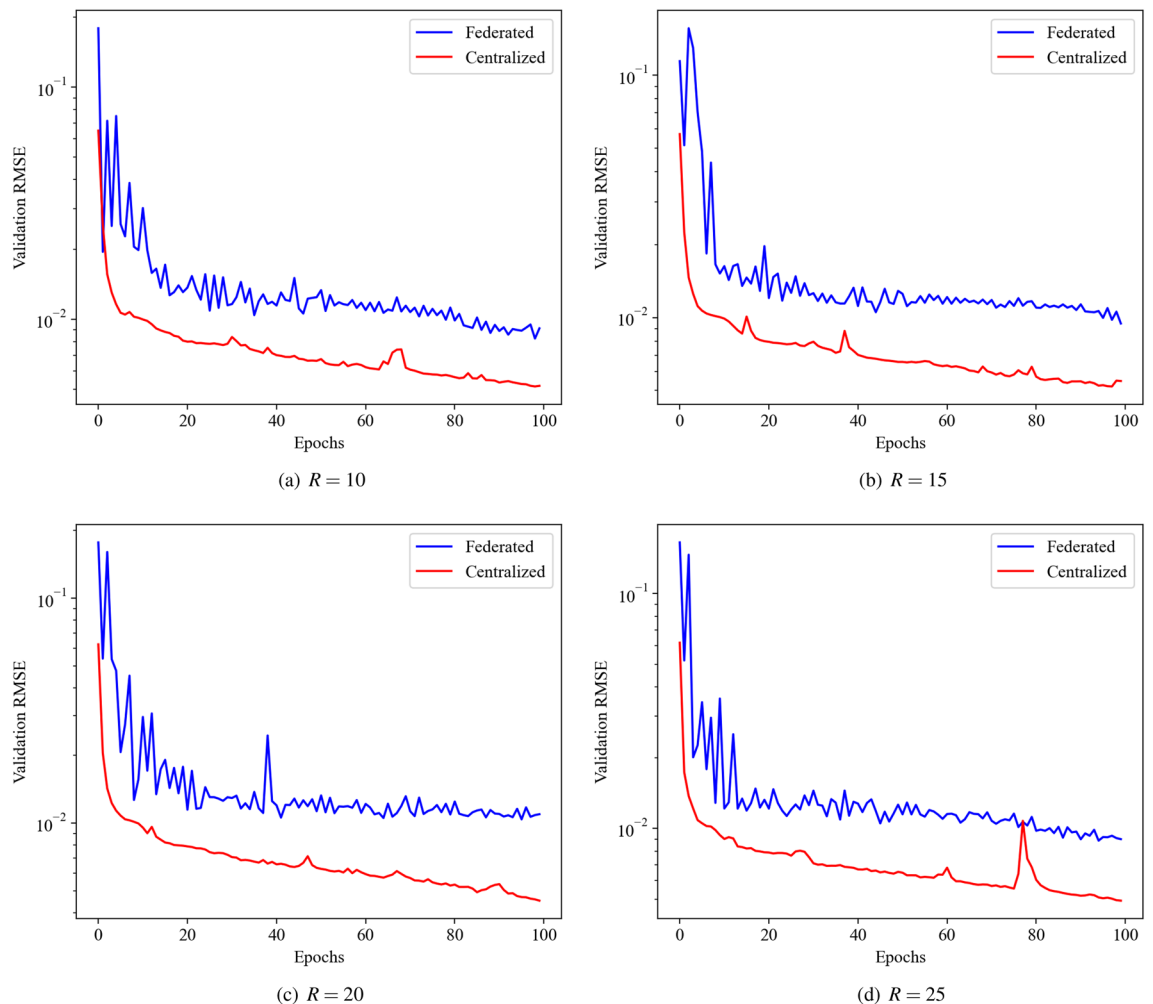 Federated
Centralized
10⁻¹
10⁻²
Validation RMSE
0 20 40 60 80 100
Epochs
(a) R = 10
Federated
Centralized
10⁻¹
10⁻²
Validation RMSE
0 20 40 60 80 100
Epochs
(b) R = 15
Federated
Centralized
10⁻¹
10⁻²
Validation RMSE
0 20 40 60 80 100
Epochs
(c) R = 20
Federated
Centralized
10⁻¹
10⁻²
Validation RMSE
0 20 40 60 80 100
Epochs
(d) R = 25